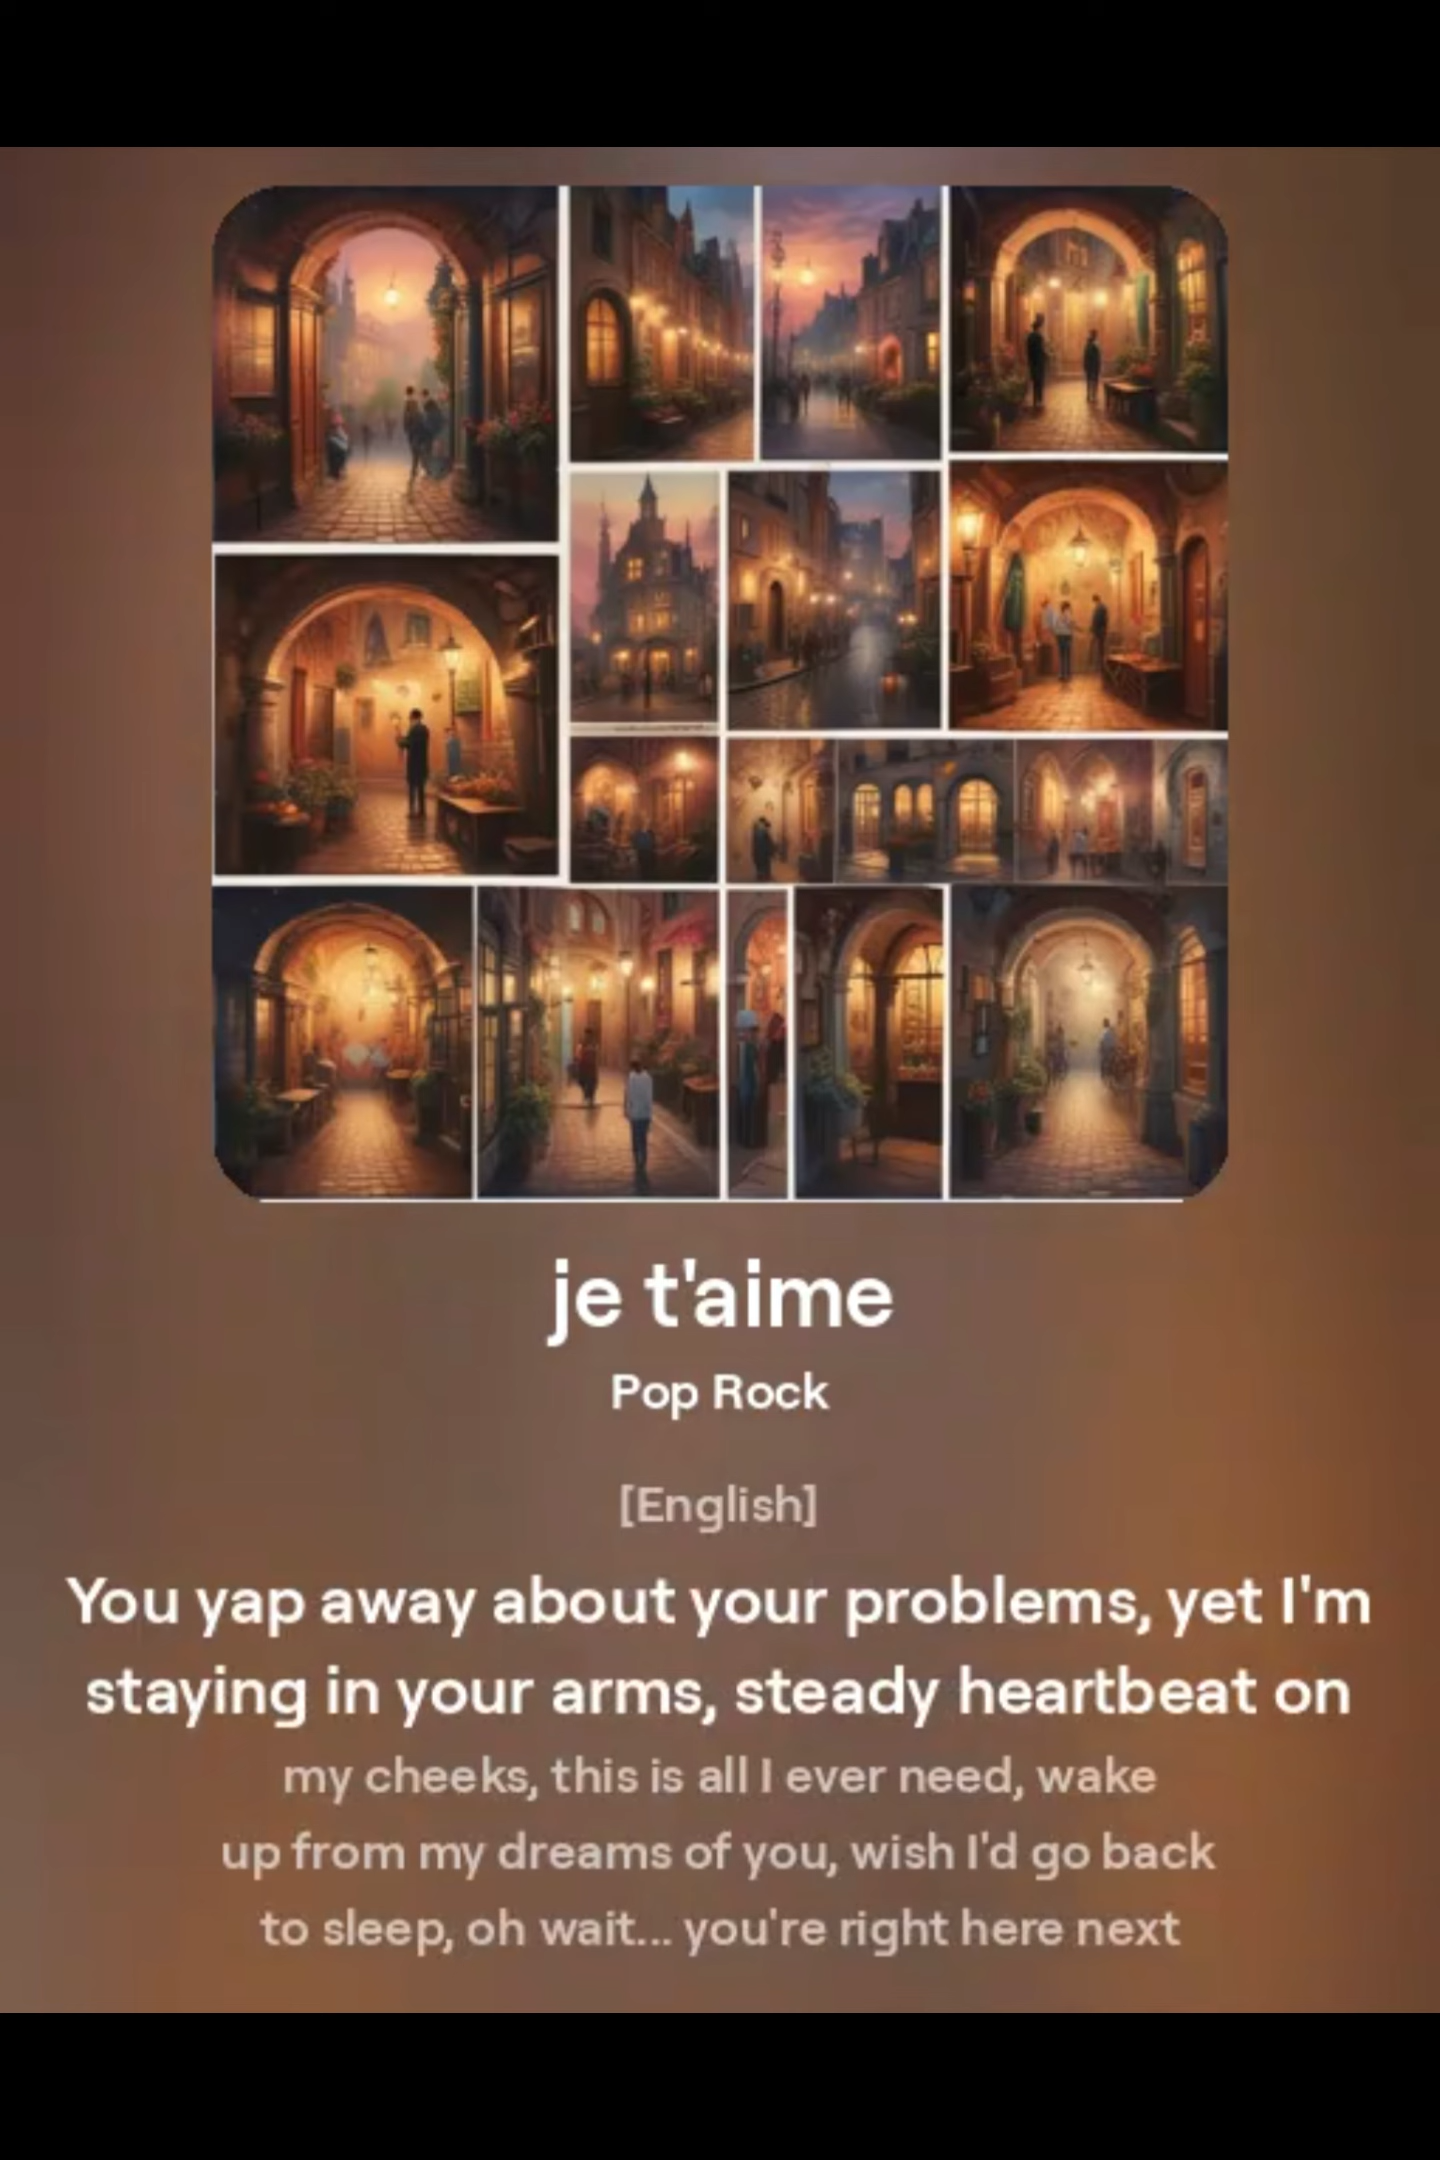 je t'aime
Pop Rock
[English]
You yap away about your problems, yet I'm
staying in your arms, steady heartbeat on
my cheeks, this is all I ever need, wake
up from my dreams of you, wish I'd go back
to sleep, oh wait... you're right here next